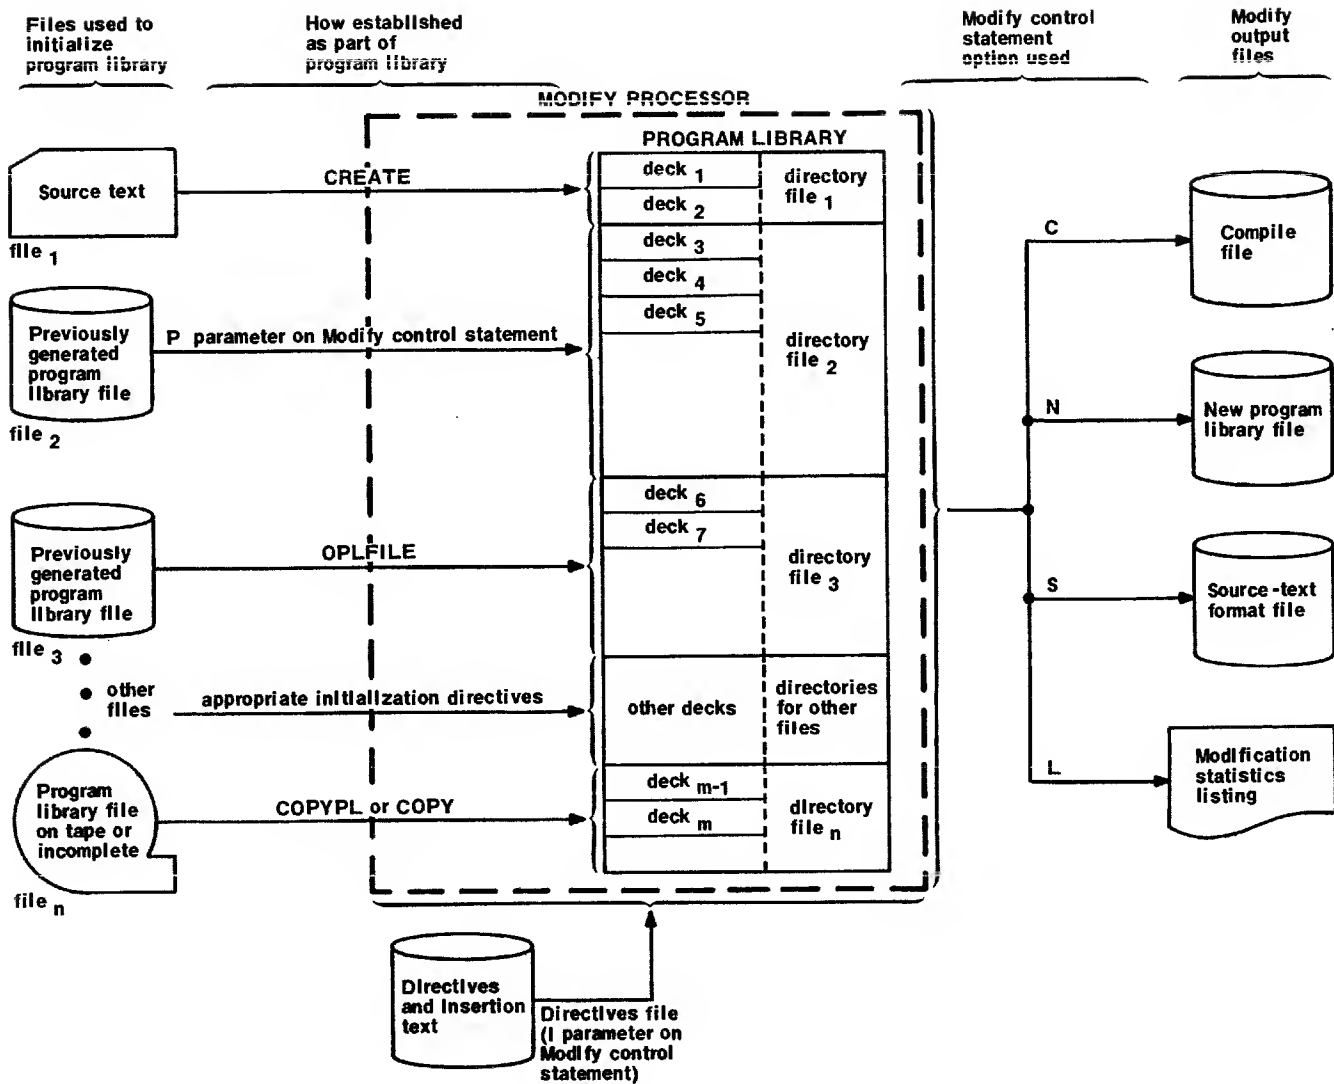 Files used to
initialize
program library
How established
as part of
program library
Modify control
statement
option used
Modify
output
files
MODIFY PROCESSOR
PROGRAM LIBRARY
Source text
file 1
CREATE
deck 1
deck 2
directory
file 1
Previously
generated
program
library file
file 2
P parameter on Modify control statement
deck 3
deck 4
deck 5
directory
file 2
Previously
generated
program
library file
file 3
OPLFILE
deck 6
deck 7
directory
file 3
other
files
appropriate initialization directives
other decks
directories
for other
files
Program
library file
on tape or
incomplete
file n
COPYPL or COPY
deck m-1
deck m
directory
file n
C
Compile
file
N
New program
library file
S
Source-text
format file
L
Modification
statistics
listing
Directives
and insertion
text
Directives file
(I parameter on
Modify control
statement)